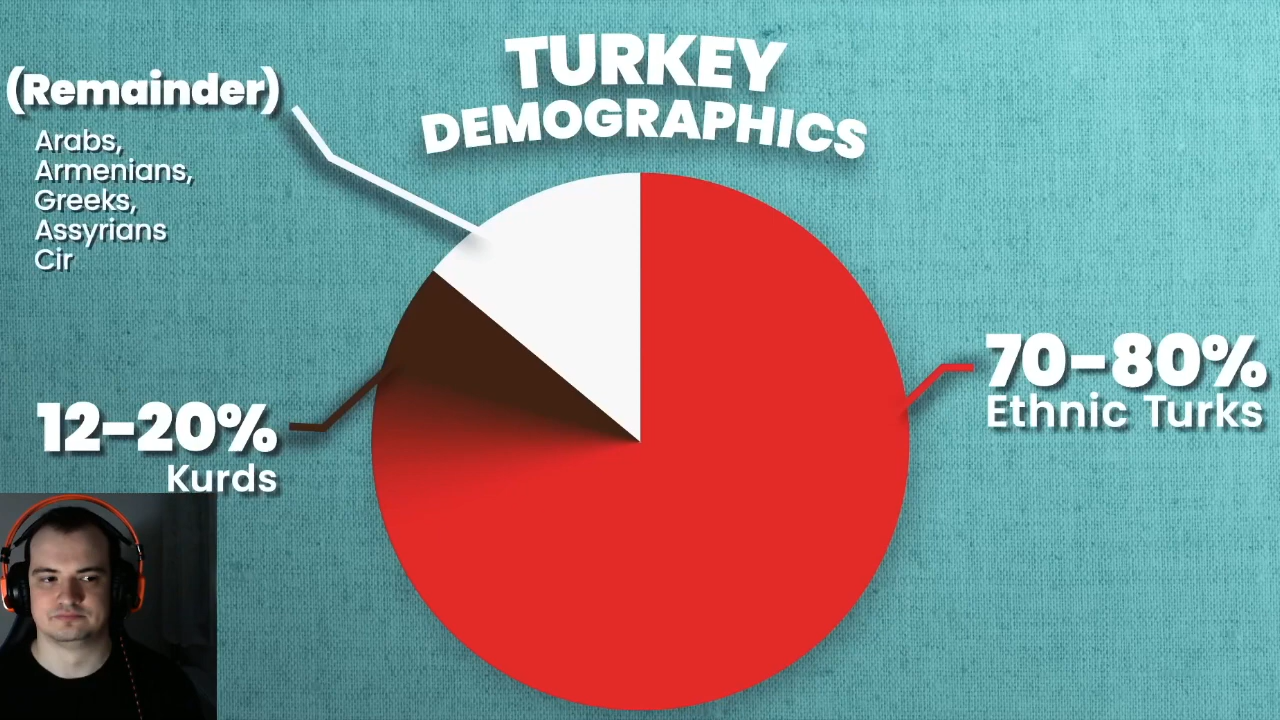 TURKEY
DEMOGRAPHICS
(Remainder)
Arabs,
Armenians,
Greeks,
Assyrians
Cir
70-80%
Ethnic Turks
12-20%
Kurds